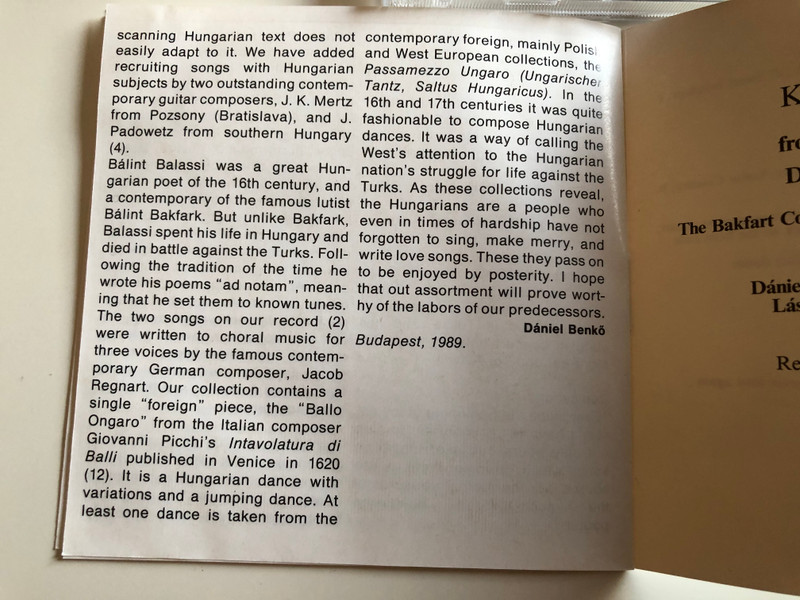 scanning Hungarian text does not
easily adapt to it. We have added
recruiting songs with Hungarian
subjects by two outstanding contem-
porary guitar composers, J. K. Mertz
from Pozsony (Bratislava), and J.
Padowetz from southern Hungary
(4).
Bálint Balassi was a great Hun-
garian poet of the 16th century, and
a contemporary of the famous lutist
Bálint Bakfark. But unlike Bakfark,
Balassi spent his life in Hungary and
died in battle against the Turks. Foll-
owing the tradition of the time he
wrote his poems "ad notam", mean-
ing that he set them to known tunes.
The two songs on our record (2)
were written to choral music for
three voices by the famous contem-
porary German composer, Jacob
Regnart. Our collection contains a
single "foreign" piece, the "Ballo
Ongaro" from the Italian composer
Giovanni Picchi's Intavolatura di
Balli published in Venice in 1620
(12). It is a Hungarian dance with
variations and a jumping dance. At
least one dance is taken from the
contemporary foreign, mainly Polis
and West European collections, the
Passamezzo Ungaro (Ungarischer
Tantz, Saltus Hungaricus). In the
16th and 17th centuries it was quite
fashionable to compose Hungarian
dances. It was a way of calling the
West's attention to the Hungarian
nation's struggle for life against the
Turks. As these collections reveal,
the Hungarians are a people who
even in times of hardship have not
forgotten to sing, make merry, and
write love songs. These they pass on
to be enjoyed by posterity. I hope
that out assortment will prove wort-
hy of the labors of our predecessors.
Dániel Benkő
Budapest, 1989.
K
fro
D
The Bakfart Co
Dánie
Lás
Re